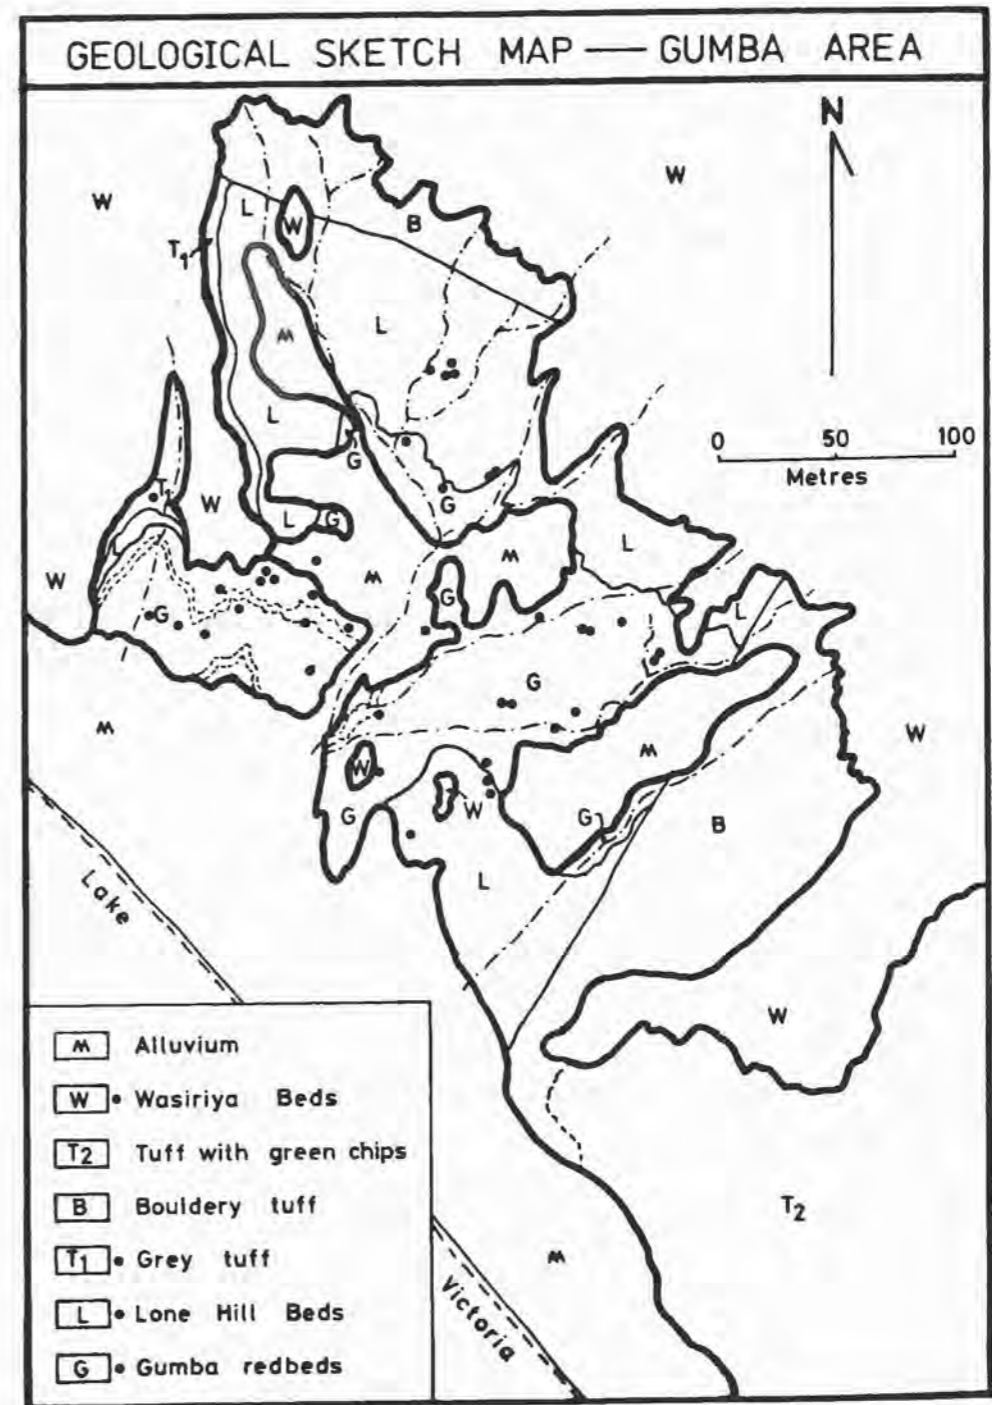 GEOLOGICAL SKETCH MAP — GUMBA AREA
N
W
W
L
W
B
T1
L
M
L
0 50 100
Metres
G
T1
G
W
L
G
L
W
M
M
L
G
G
L
G
M
W
M
W
W
G
G
B
L
Lake
W
T2
M
Victoria
M Alluvium
W • Wasiriya Beds
T2 Tuff with green chips
B Bouldery tuff
T1 • Grey tuff
L • Lone Hill Beds
G • Gumba redbeds